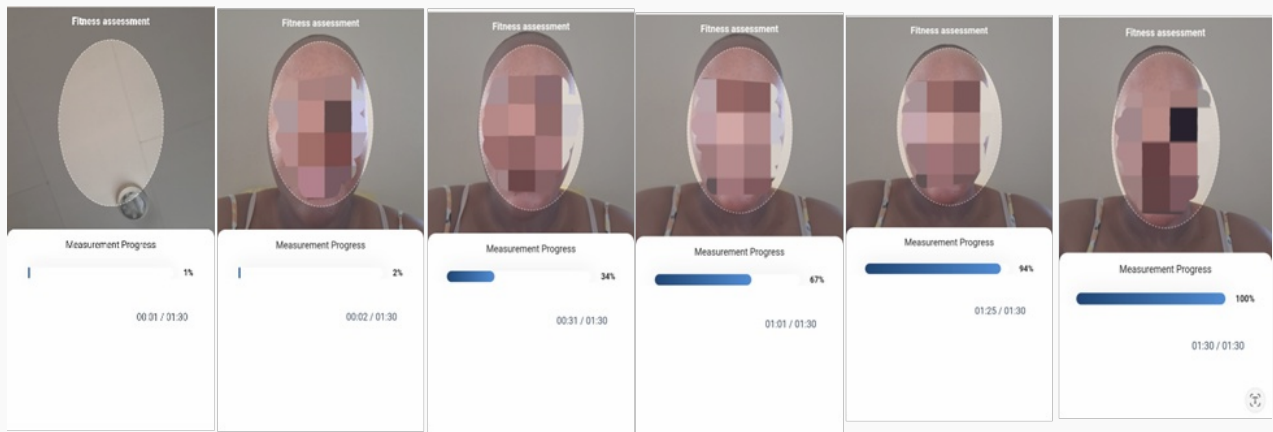 Fitness assessment
Measurement Progress
1%
00:01 / 01:30
Fitness assessment
Measurement Progress
2%
00:02 / 01:30
Fitness assessment
Measurement Progress
34%
00:31 / 01:30
Fitness assessment
Measurement Progress
67%
01:01 / 01:30
Fitness assessment
Measurement Progress
94%
01:25 / 01:30
Fitness assessment
Measurement Progress
100%
01:30 / 01:30